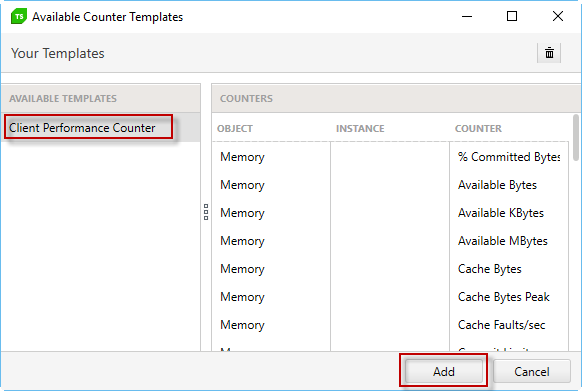 TS Available Counter Templates
Your Templates
AVAILABLE TEMPLATES
Client Performance Counter
COUNTERS
OBJECT INSTANCE COUNTER
Memory % Committed Bytes
Memory Available Bytes
Memory Available KBytes
Memory Available MBytes
Memory Cache Bytes
Memory Cache Bytes Peak
Memory Cache Faults/sec
Add Cancel